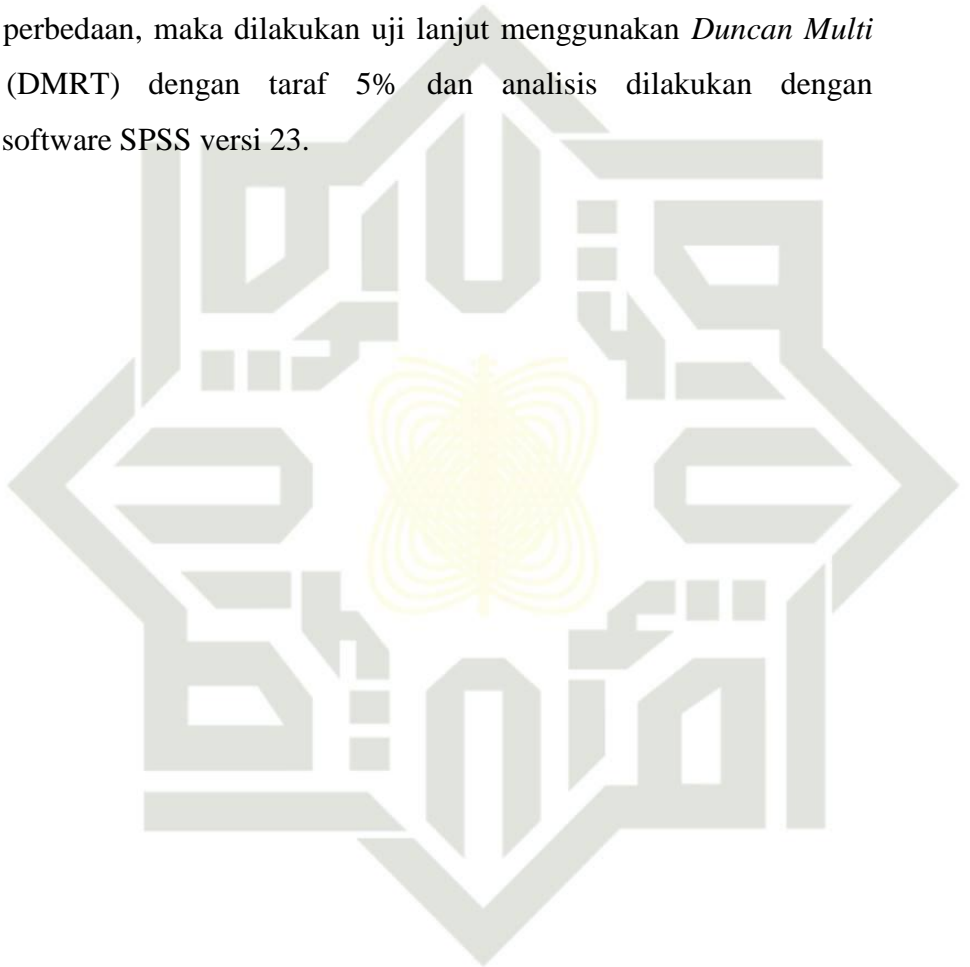 perbedaan, maka dilakukan uji lanjut menggunakan Duncan Multi
(DMRT) dengan taraf 5% dan analisis dilakukan dengan
software SPSS versi 23.